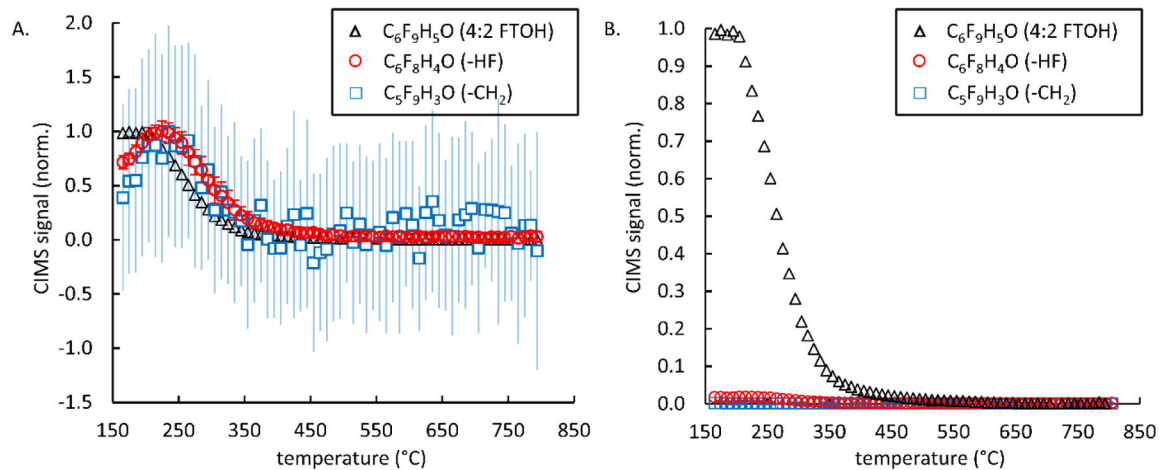 A.
CIMS signal (norm.)
2.0
1.5
1.0
0.5
0.0
-0.5
-1.0
-1.5
150 250 350 450 550 650 750 850
temperature (°C)
C₆F₉H₅O (4:2 FTOH)
C₆F₈H₄O (-HF)
C₅F₉H₃O (-CH₂)
B.
CIMS signal (norm.)
1.0
0.9
0.8
0.7
0.6
0.5
0.4
0.3
0.2
0.1
0.0
150 250 350 450 550 650 750 850
temperature (°C)
C₆F₉H₅O (4:2 FTOH)
C₆F₈H₄O (-HF)
C₅F₉H₃O (-CH₂)